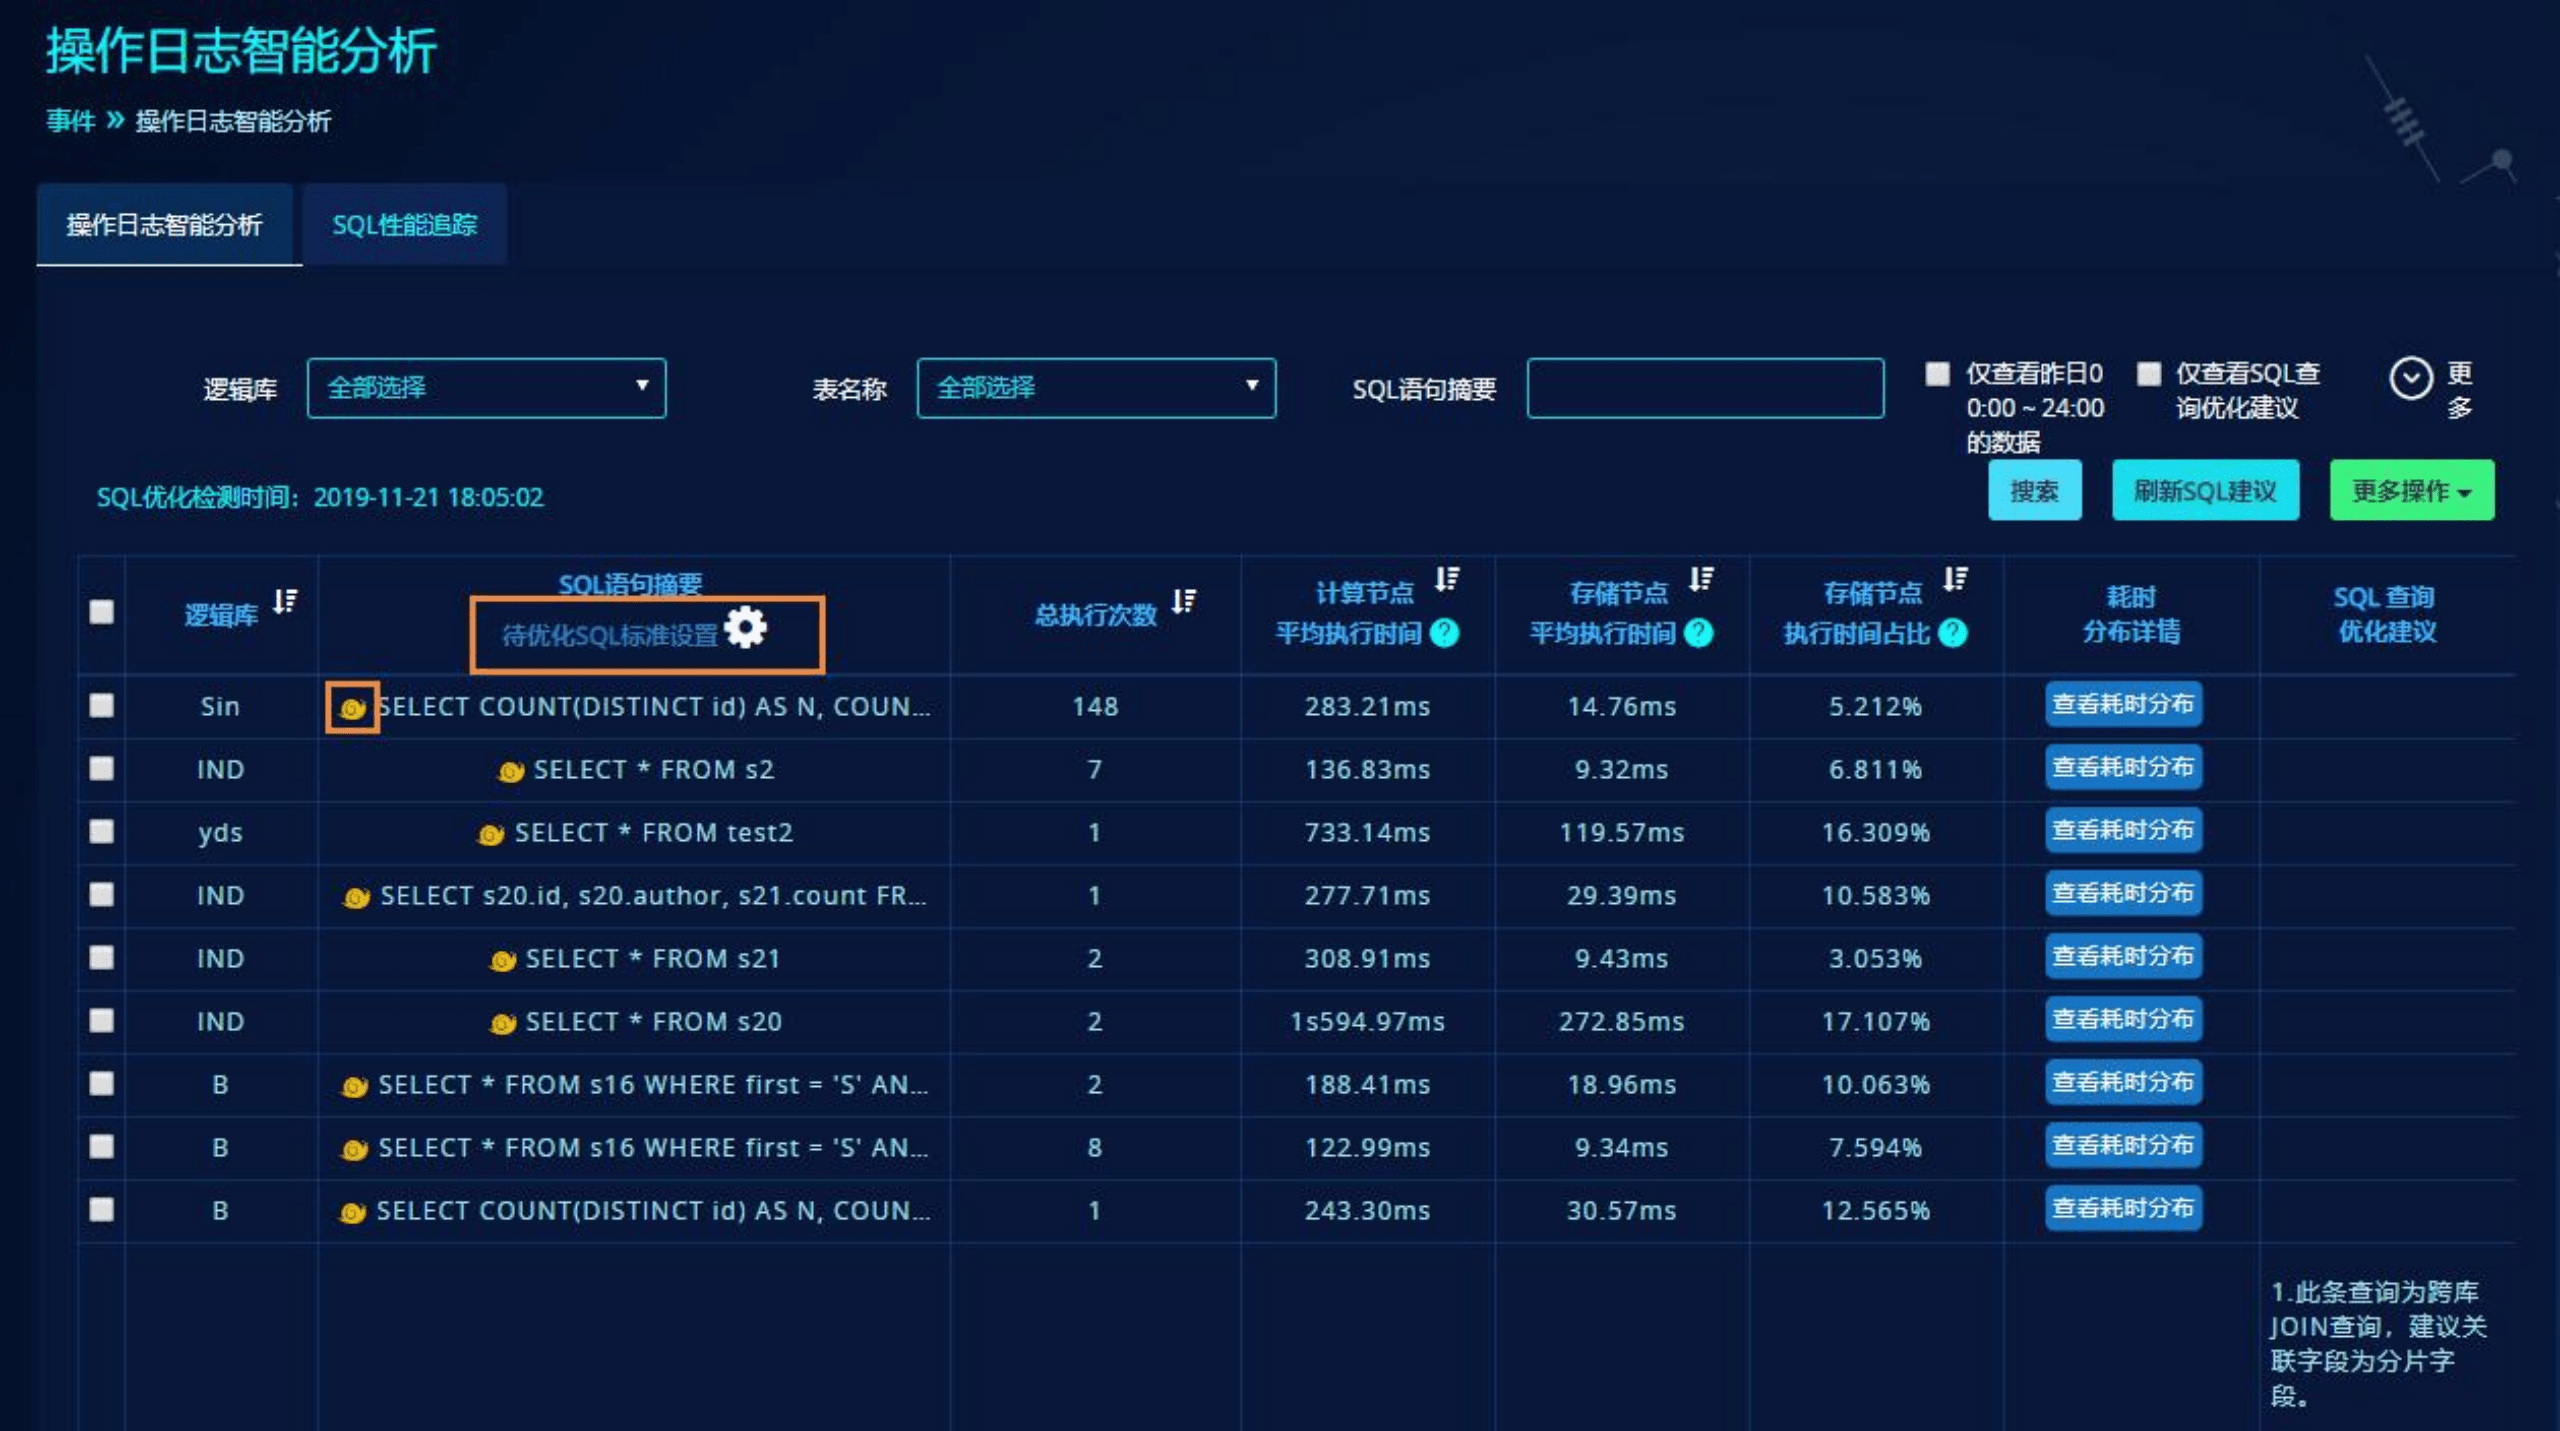 操作日志智能分析
事件 » 操作日志智能分析
操作日志智能分析 SQL性能追踪
逻辑库 全部选择 表名称 全部选择 SQL语句摘要 仅查看昨日0 仅查看SQL查 更
0:00 ~ 24:00 询优化建议 多
的数据
SQL优化检测时间：2019-11-21 18:05:02 搜索 刷新SQL建议 更多操作
逻辑库 SQL语句摘要 总执行次数 计算节点 存储节点 存储节点 耗时 SQL 查询
待优化SQL标准设置 平均执行时间 ? 平均执行时间 ? 执行时间占比 ? 分布详情 优化建议
Sin SELECT COUNT(DISTINCT id) AS N, COUN... 148 283.21ms 14.76ms 5.212% 查看耗时分布
IND SELECT * FROM s2 7 136.83ms 9.32ms 6.811% 查看耗时分布
yds SELECT * FROM test2 1 733.14ms 119.57ms 16.309% 查看耗时分布
IND SELECT s20.id, s20.author, s21.count FR... 1 277.71ms 29.39ms 10.583% 查看耗时分布
IND SELECT * FROM s21 2 308.91ms 9.43ms 3.053% 查看耗时分布
IND SELECT * FROM s20 2 1s594.97ms 272.85ms 17.107% 查看耗时分布
B SELECT * FROM s16 WHERE first = 'S' AN... 2 188.41ms 18.96ms 10.063% 查看耗时分布
B SELECT * FROM s16 WHERE first = 'S' AN... 8 122.99ms 9.34ms 7.594% 查看耗时分布
B SELECT COUNT(DISTINCT id) AS N, COUN... 1 243.30ms 30.57ms 12.565% 查看耗时分布
1.此条查询为跨库
JOIN查询，建议关
联字段为分片字
段。